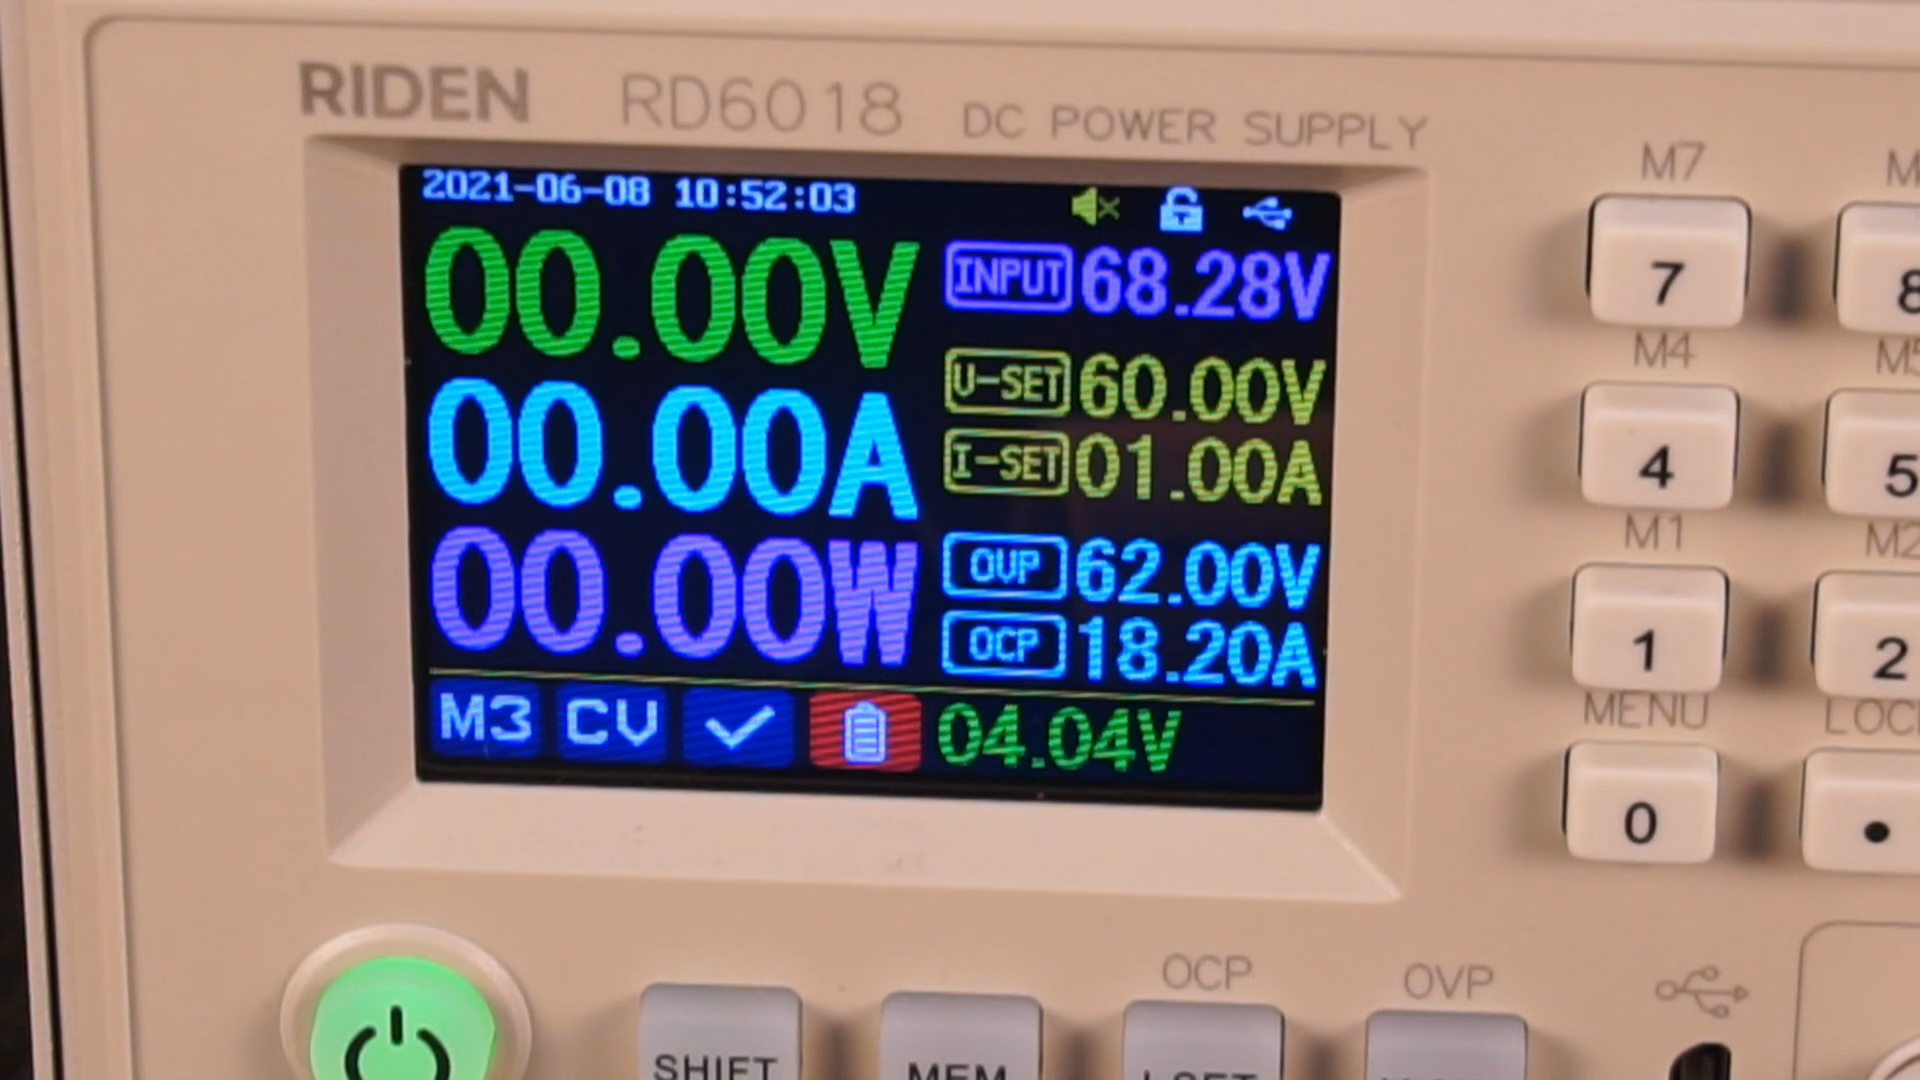 RIDEN RD6018 DC POWER SUPPLY
2021-06-08 10:52:03
00.00V
INPUT 68.28V
U-SET 60.00V
00.00A
I-SET 01.00A
OVP 62.00V
00.00W
OCP 18.20A
M3 CV 04.04V
M7
7 8
M4 M5
4 5
M1 M2
1 2
MENU
0 .
OCP OVP
SHIFT MEM